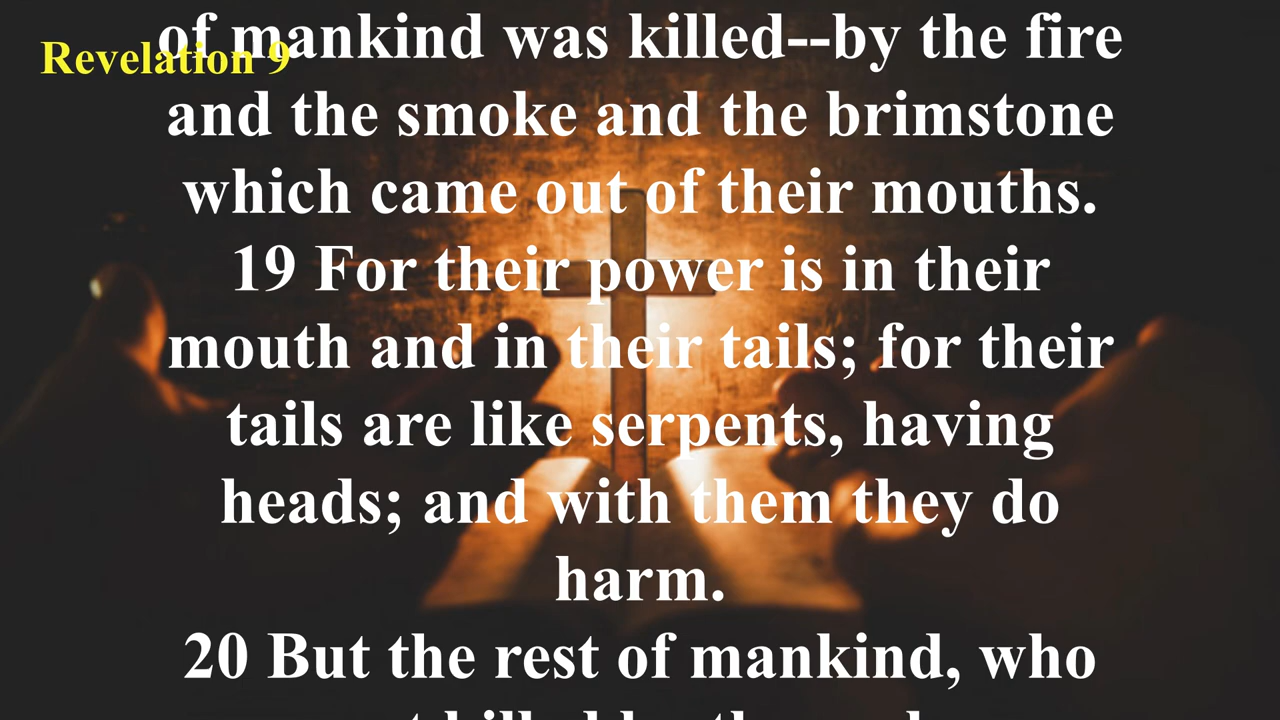 Revelation 9
of mankind was killed--by the fire
and the smoke and the brimstone
which came out of their mouths.
19 For their power is in their
mouth and in their tails; for their
tails are like serpents, having
heads; and with them they do
harm.
20 But the rest of mankind, who